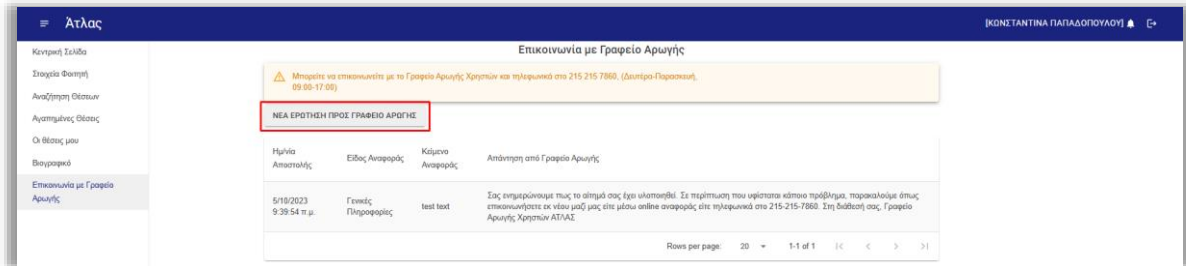 Άτλας
[ΚΩΝΣΤΑΝΤΙΝΑ ΠΑΠΑΔΟΠΟΥΛΟΥ]
Κεντρική Σελίδα
Στοιχεία Φοιτητή
Αναζήτηση Θέσεων
Αγαπημένες Θέσεις
Οι θέσεις μου
Βιογραφικό
Επικοινωνία με Γραφείο
Αρωγής
Επικοινωνία με Γραφείο Αρωγής
Μπορείτε να επικοινωνείτε με το Γραφείο Αρωγής Χρηστών και τηλεφωνικά στο 215 215 7860, (Δευτέρα-Παρασκευή,
09:00-17:00)
ΝΕΑ ΕΡΩΤΗΣΗ ΠΡΟΣ ΓΡΑΦΕΙΟ ΑΡΩΓΗΣ
Ημ/νία
Αποστολής
Είδος Αναφοράς
Κείμενο
Αναφοράς
Απάντηση από Γραφείο Αρωγής
5/10/2023
9:39:54 π.μ.
Γενικές
Πληροφορίες
test text
Σας ενημερώνουμε πως το αίτημά σας έχει υλοποιηθεί. Σε περίπτωση που υφίσταται κάποιο πρόβλημα, παρακαλούμε όπως
επικοινωνήσετε εκ νέου μαζί μας είτε μέσω online αναφοράς είτε τηλεφωνικά στο 215-215-7860. Στη διάθεσή σας, Γραφείο
Αρωγής Χρηστών ΑΤΛΑΣ
Rows per page: 20 1-1 of 1